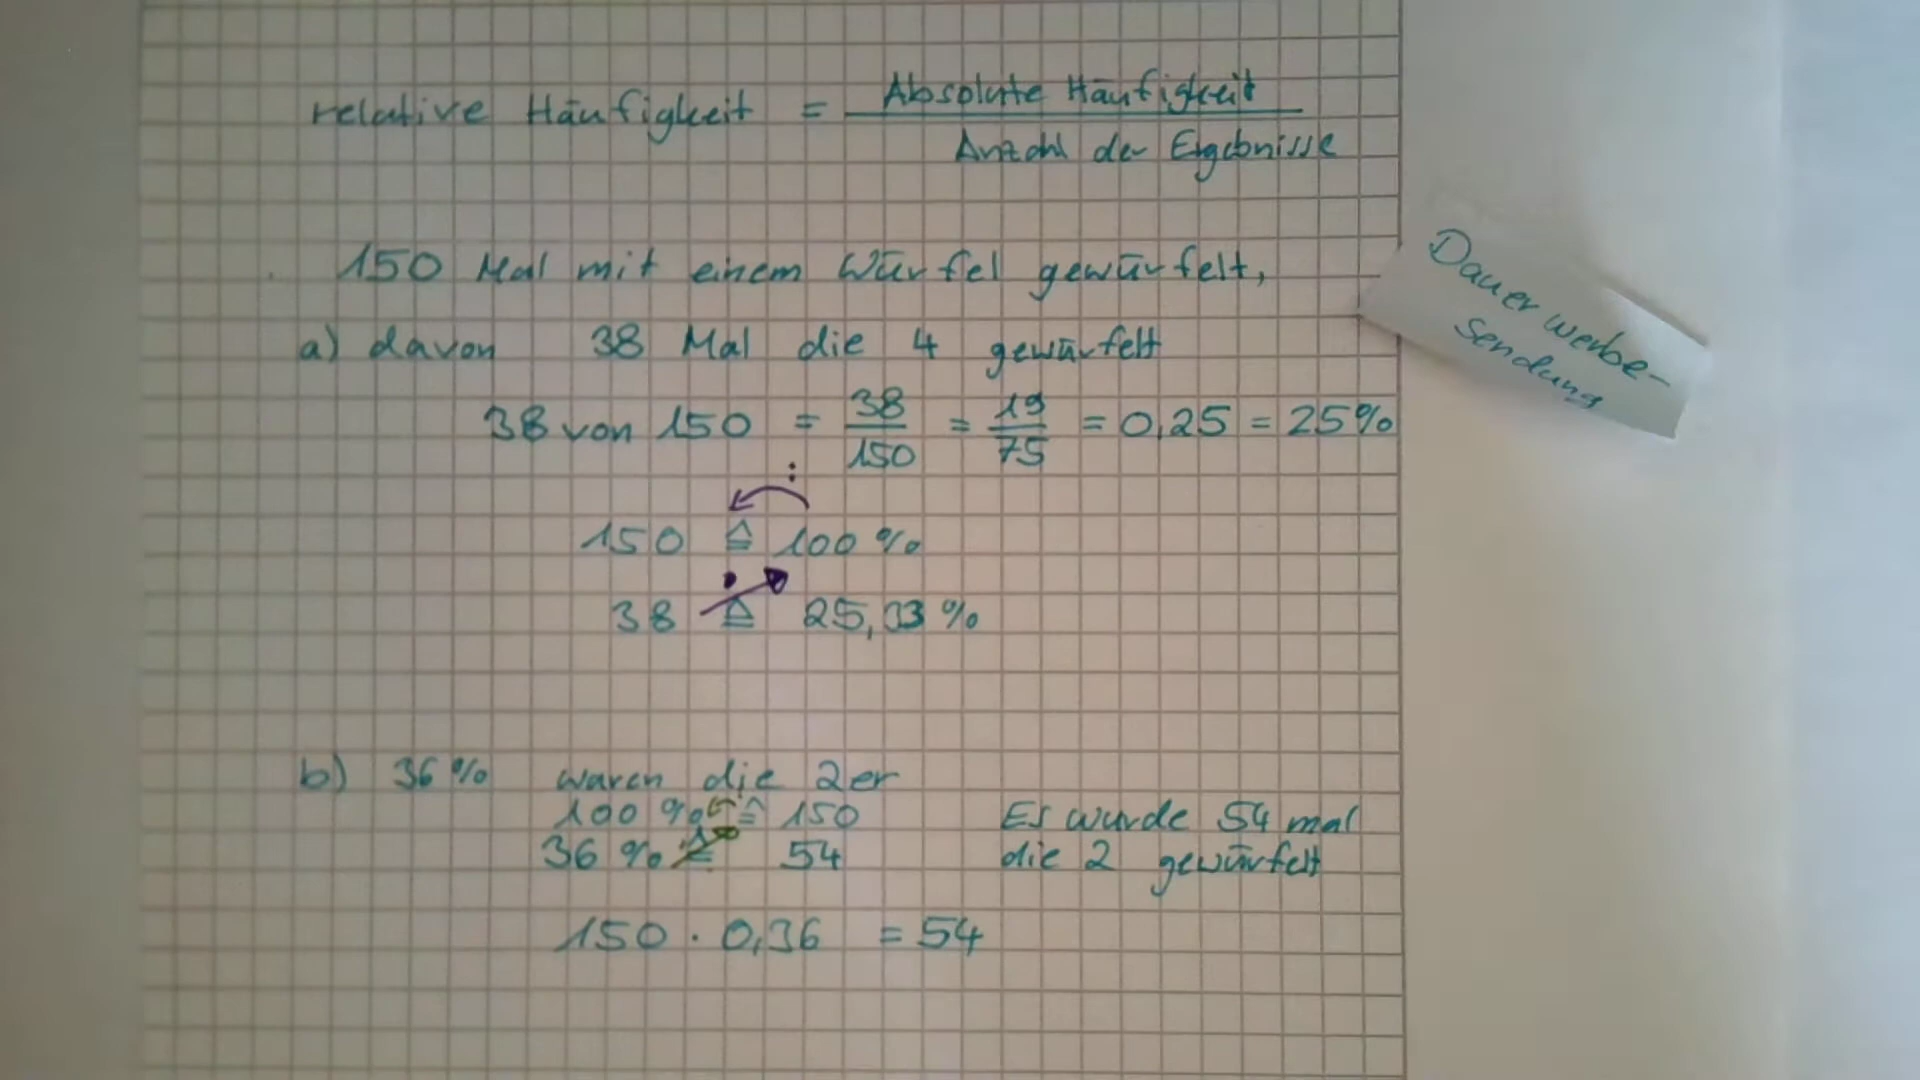 relative Häufigkeit = Absolute Häufigkeit / Anzahl der Ergebnisse
150 Mal mit einem Würfel gewürfelt,
a) davon 38 Mal die 4 gewürfelt
38 von 150 = 38/150 = 19/75 = 0,25 = 25%
:
150 ≙ 100 %
·
38 ≙ 25,33 %
b) 36 % waren die 2er
100 % ≙ 150
36 % ≙ 54
Es wurde 54 mal
die 2 gewürfelt
150 · 0,36 = 54
Dauerwerbe-
sendung